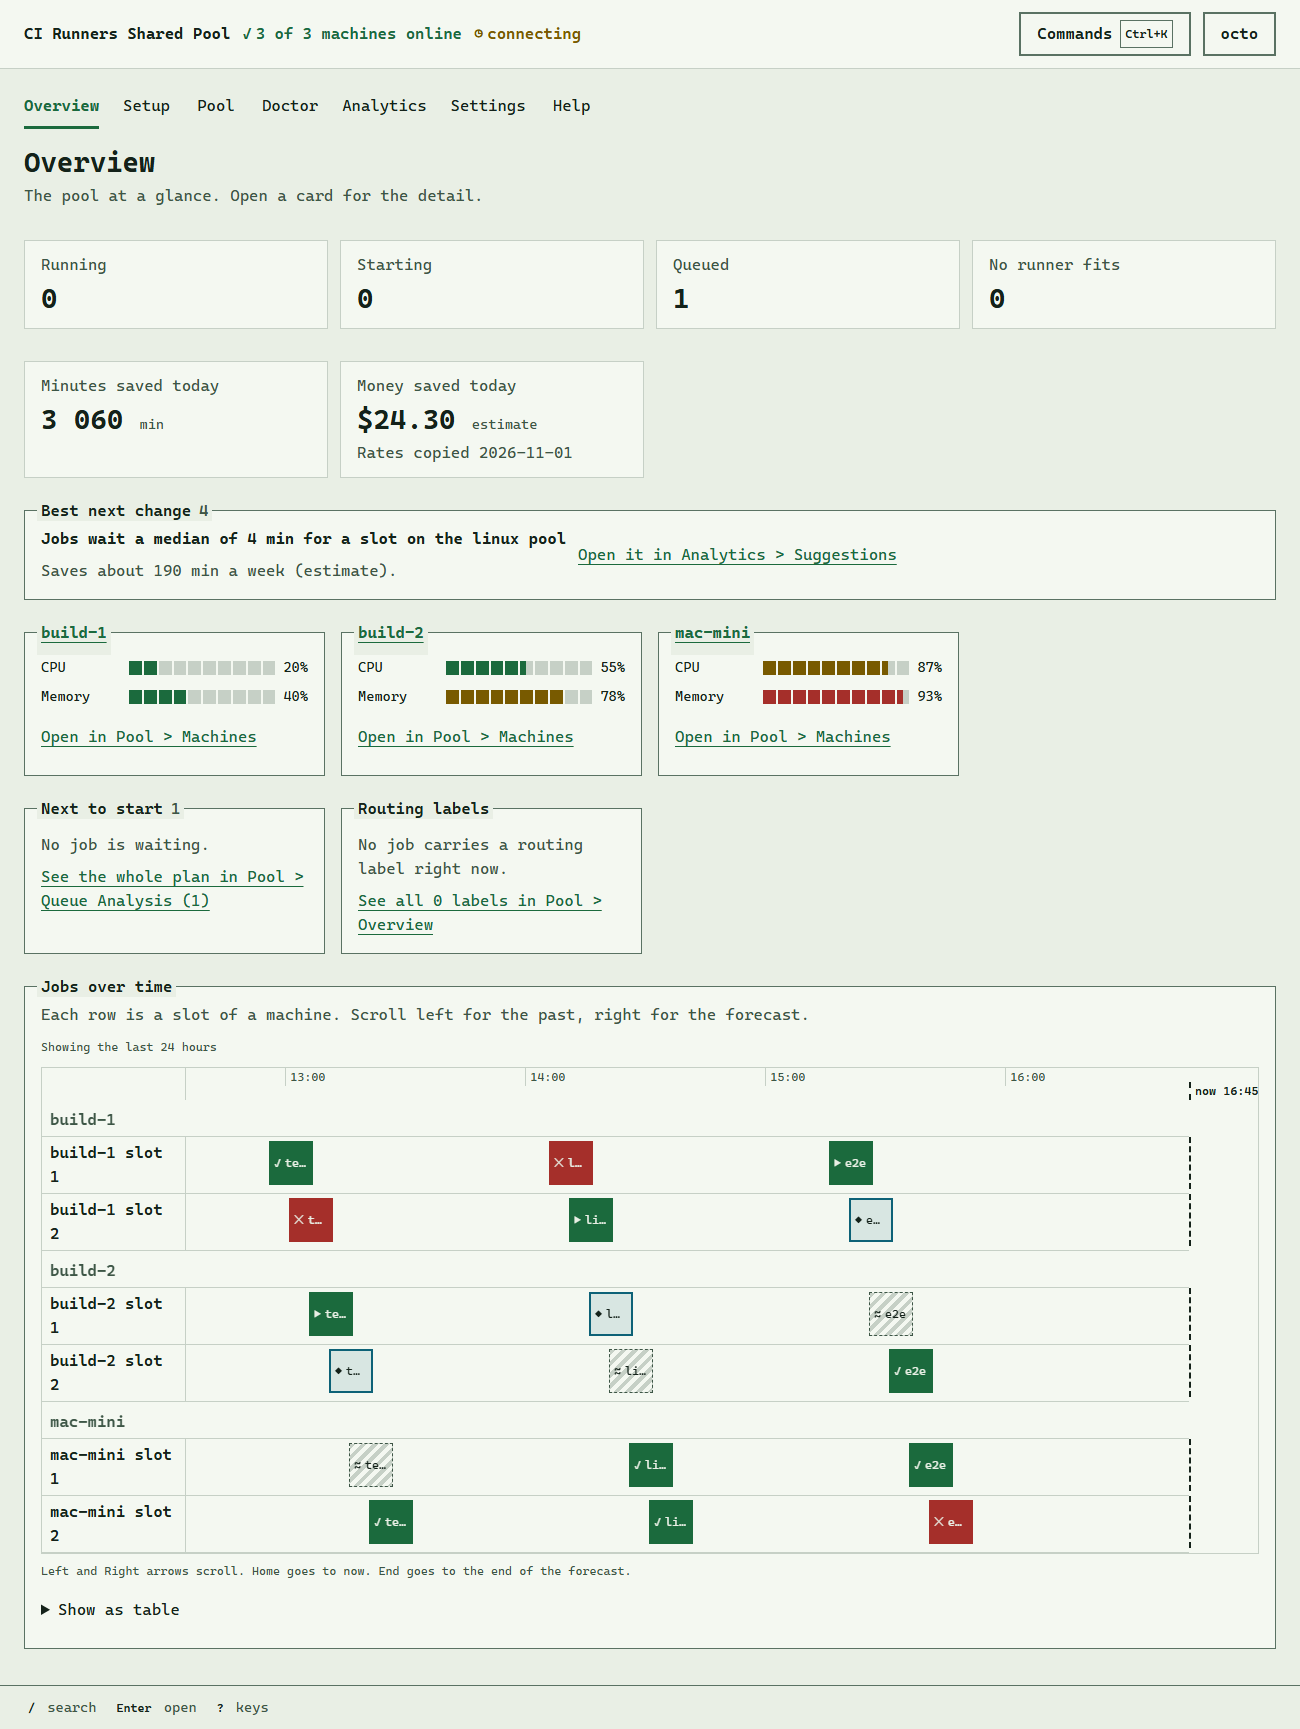 CI Runners Shared Pool ✓ 3 of 3 machines online connecting Commands Ctrl+K octo
Overview Setup Pool Doctor Analytics Settings Help
Overview
The pool at a glance. Open a card for the detail.
Running Starting Queued No runner fits
0 0 1 0
Minutes saved today Money saved today
3 060 min $24.30 estimate
Rates copied 2026-11-01
Best next change 4
Jobs wait a median of 4 min for a slot on the linux pool
Open it in Analytics > Suggestions
Saves about 190 min a week (estimate).
build-1 build-2 mac-mini
CPU 20% CPU 55% CPU 87%
Memory 40% Memory 78% Memory 93%
Open in Pool > Machines Open in Pool > Machines Open in Pool > Machines
Next to start 1
No job is waiting.
See the whole plan in Pool >
Queue Analysis (1)
Routing labels
No job carries a routing
label right now.
See all 0 labels in Pool >
Overview
Jobs over time
Each row is a slot of a machine. Scroll left for the past, right for the forecast.
Showing the last 24 hours
13:00 14:00 15:00 16:00
now 16:45
build-1
build-1 slot
1
✓ te… ✕ l… ▶ e2e
build-1 slot
2
✕ t… ▶ li… ◆ e…
build-2
build-2 slot
1
▶ te… ◆ l… ≈ e2e
build-2 slot
2
◆ t… ≈ li… ✓ e2e
mac-mini
mac-mini slot
1
≈ te… ✓ li… ✓ e2e
mac-mini slot
2
✓ te… ✓ li… ✕ e…
Left and Right arrows scroll. Home goes to now. End goes to the end of the forecast.
▶ Show as table
/ search Enter open ? keys